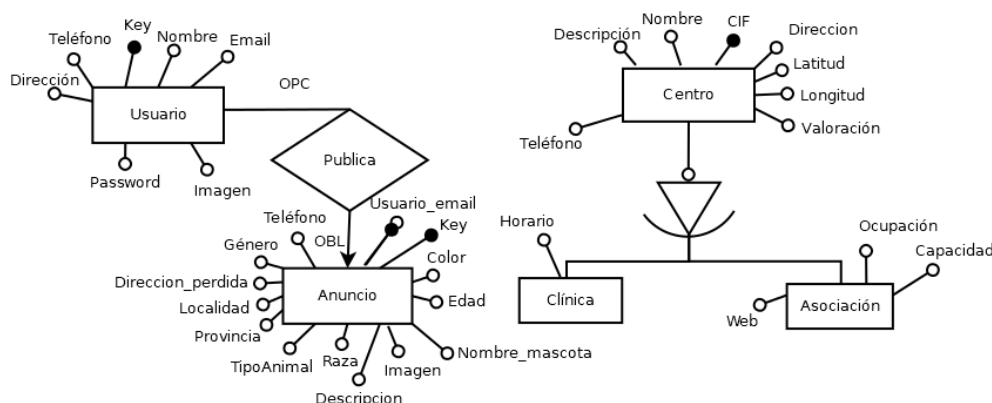 Key
Teléfono
Nombre
Email
Dirección
OPC
Usuario
Password
Imagen
Publica
Usuario_email
Teléfono
OBL
Key
Género
Color
Direccion_perdida
Anuncio
Edad
Localidad
Provincia
TipoAnimal
Raza
Imagen
Nombre_mascota
Descripcion
Nombre
CIF
Descripción
Direccion
Latitud
Centro
Longitud
Valoración
Teléfono
Horario
Ocupación
Capacidad
Clínica
Asociación
Web